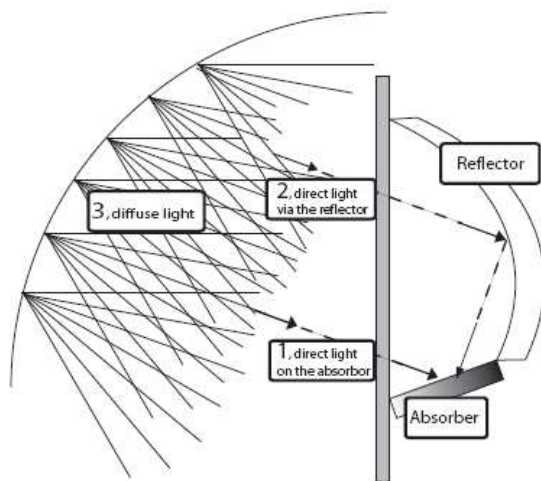 Reflector
2, direct light
via the reflector
3, diffuse light
1, direct light
on the absorbor
Absorber